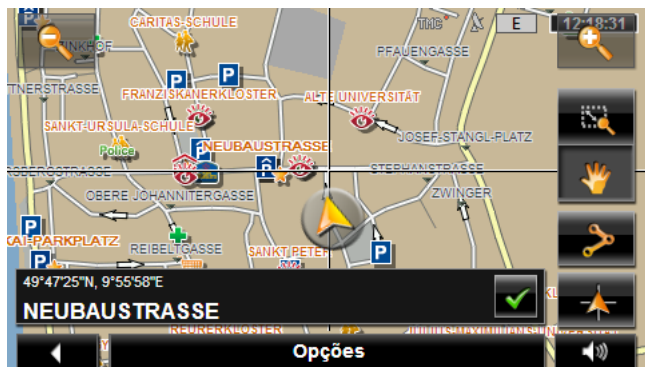 CARITAS-SCHULE
TMC
E
12:18:31
P
PFAUENGASSE
P
P
FRANZISKANERKLOSTER
ALTE UNIVERSITÄT
SANKT-URSULA-SCHULE
Police
P
NEUBAUSTRASSE
JOSEF-STANGL-PLATZ
STEPHANSTRASSE
OBERE JOHANNITERGASSE
ZWINGER
P
KAI-PARKPLATZ
REIBELTGASSE
SANKT PETER
P
P
49°47'25"N, 9°55'58"E
NEUBAUSTRASSE
REURERKLOSTER
Opções